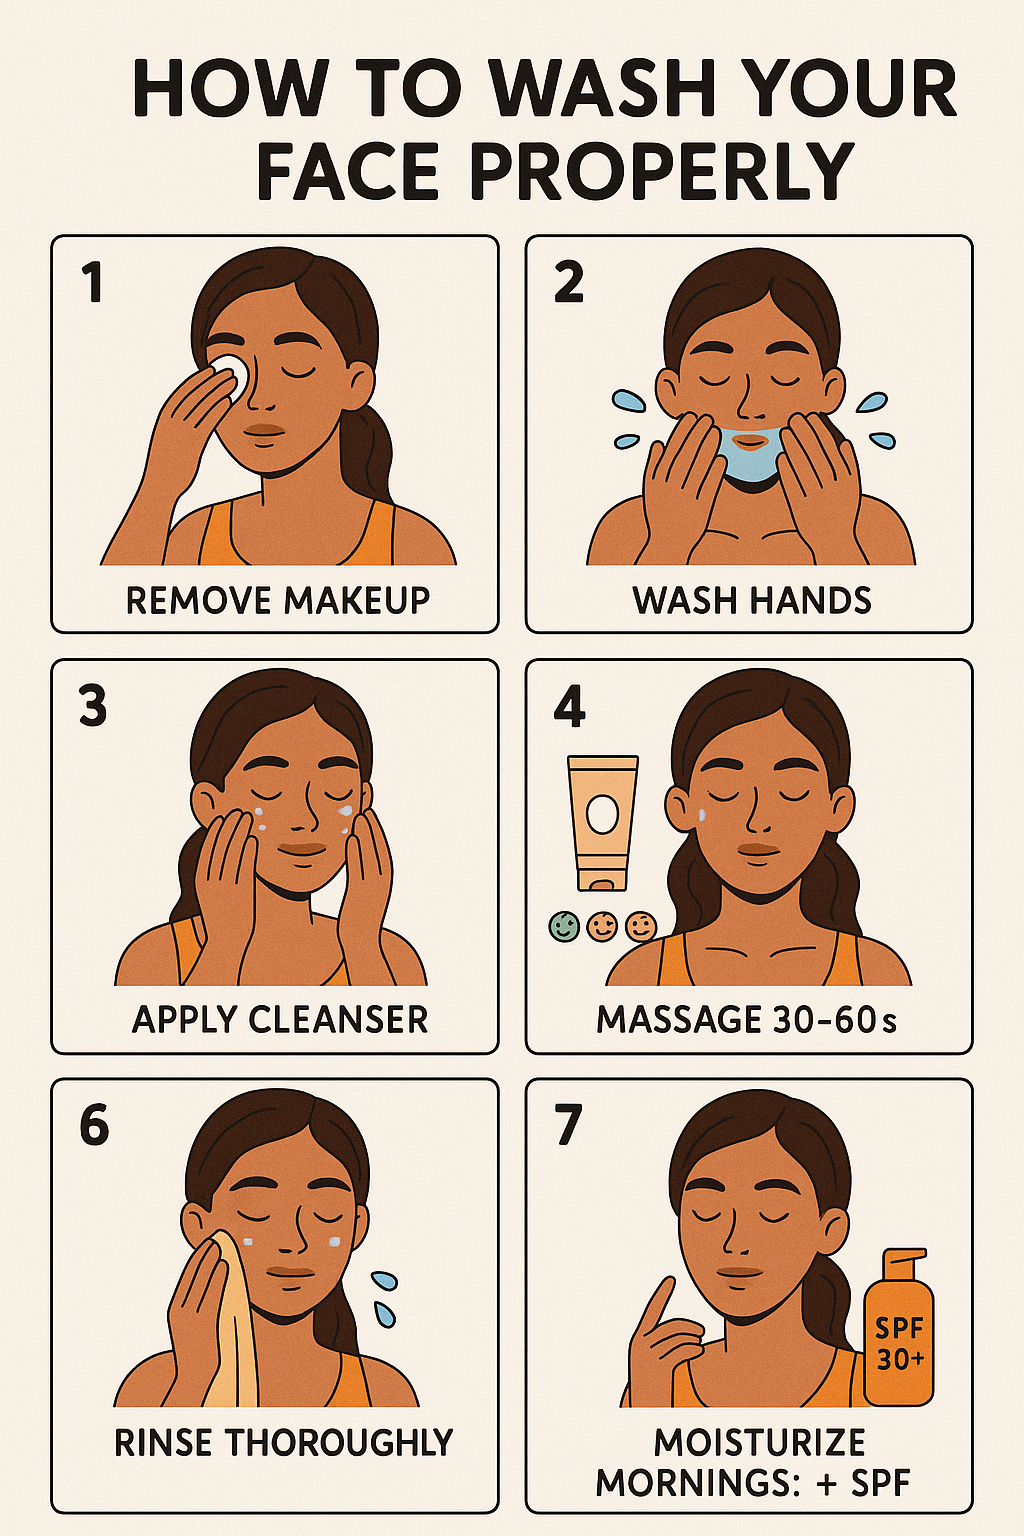 HOW TO WASH YOUR
FACE PROPERLY
1
REMOVE MAKEUP
2
WASH HANDS
3
APPLY CLEANSER
4
MASSAGE 30-60s
6
RINSE THOROUGHLY
7
SPF
30+
MOISTURIZE
MORNINGS: + SPF